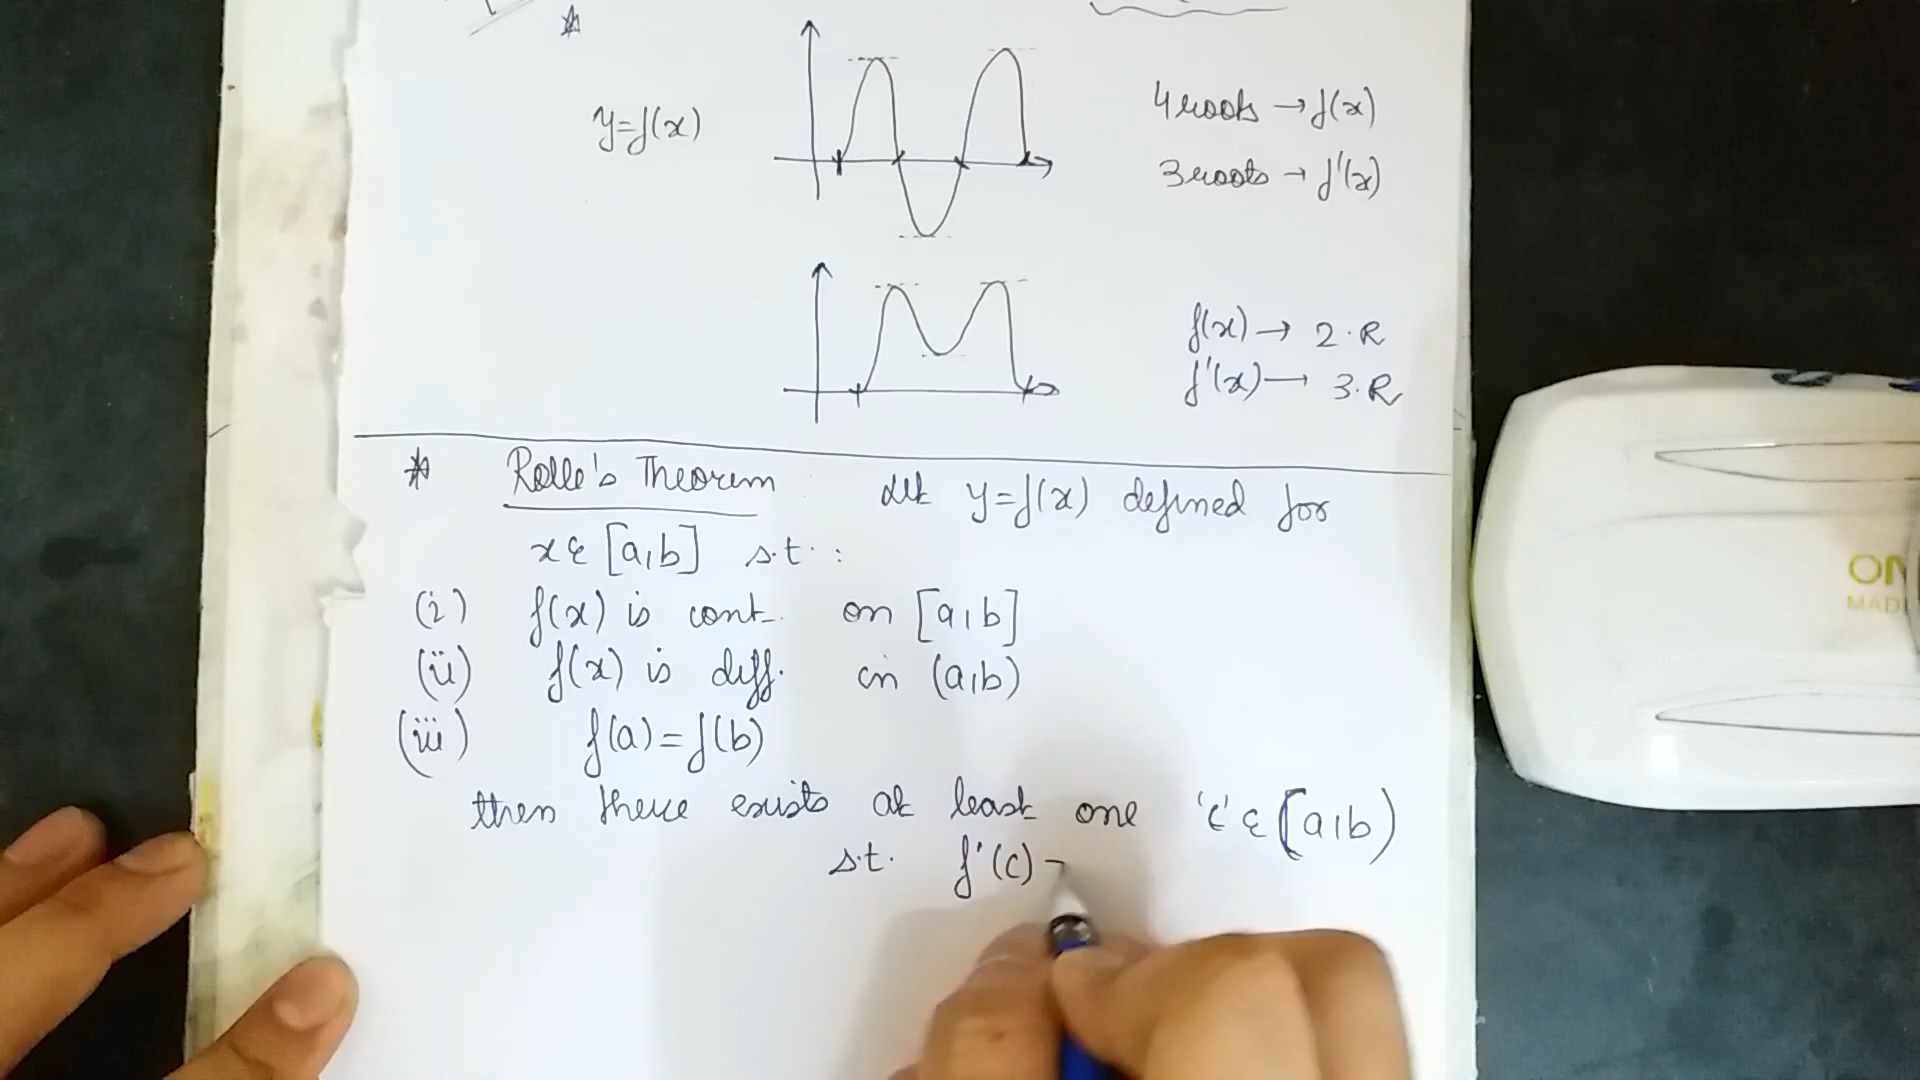 y=f(x)
4 roots → f(x)
3 roots → f'(x)
f(x) → 2·R
f'(x) → 3·R
Rolle's Theorem Let y=f(x) defined for
x ε [a,b] s.t. :
(i) f(x) is cont. on [a,b]
(ii) f(x) is diff. in (a,b)
(iii) f(a)=f(b)
then there exists at least one 'c' ε (a,b)
s.t. f'(c) -